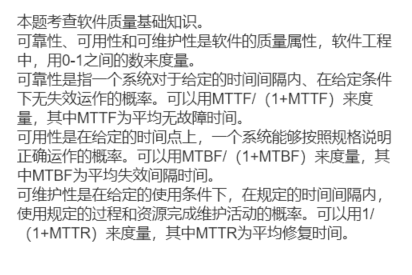 本题考查软件质量基础知识。
可靠性、可用性和可维护性是软件的质量属性，软件工程
中，用0-1之间的数来度量。
可靠性是指一个系统对于给定的时间间隔内、在给定条件
下无失效运作的概率。可以用MTTF/（1+MTTF）来度
量，其中MTTF为平均无故障时间。
可用性是在给定的时间点上，一个系统能够按照规格说明
正确运作的概率。可以用MTBF/（1+MTBF）来度量，其
中MTBF为平均失效间隔时间。
可维护性是在给定的使用条件下，在规定的时间间隔内，
使用规定的过程和资源完成维护活动的概率。可以用1/
（1+MTTR）来度量，其中MTTR为平均修复时间。